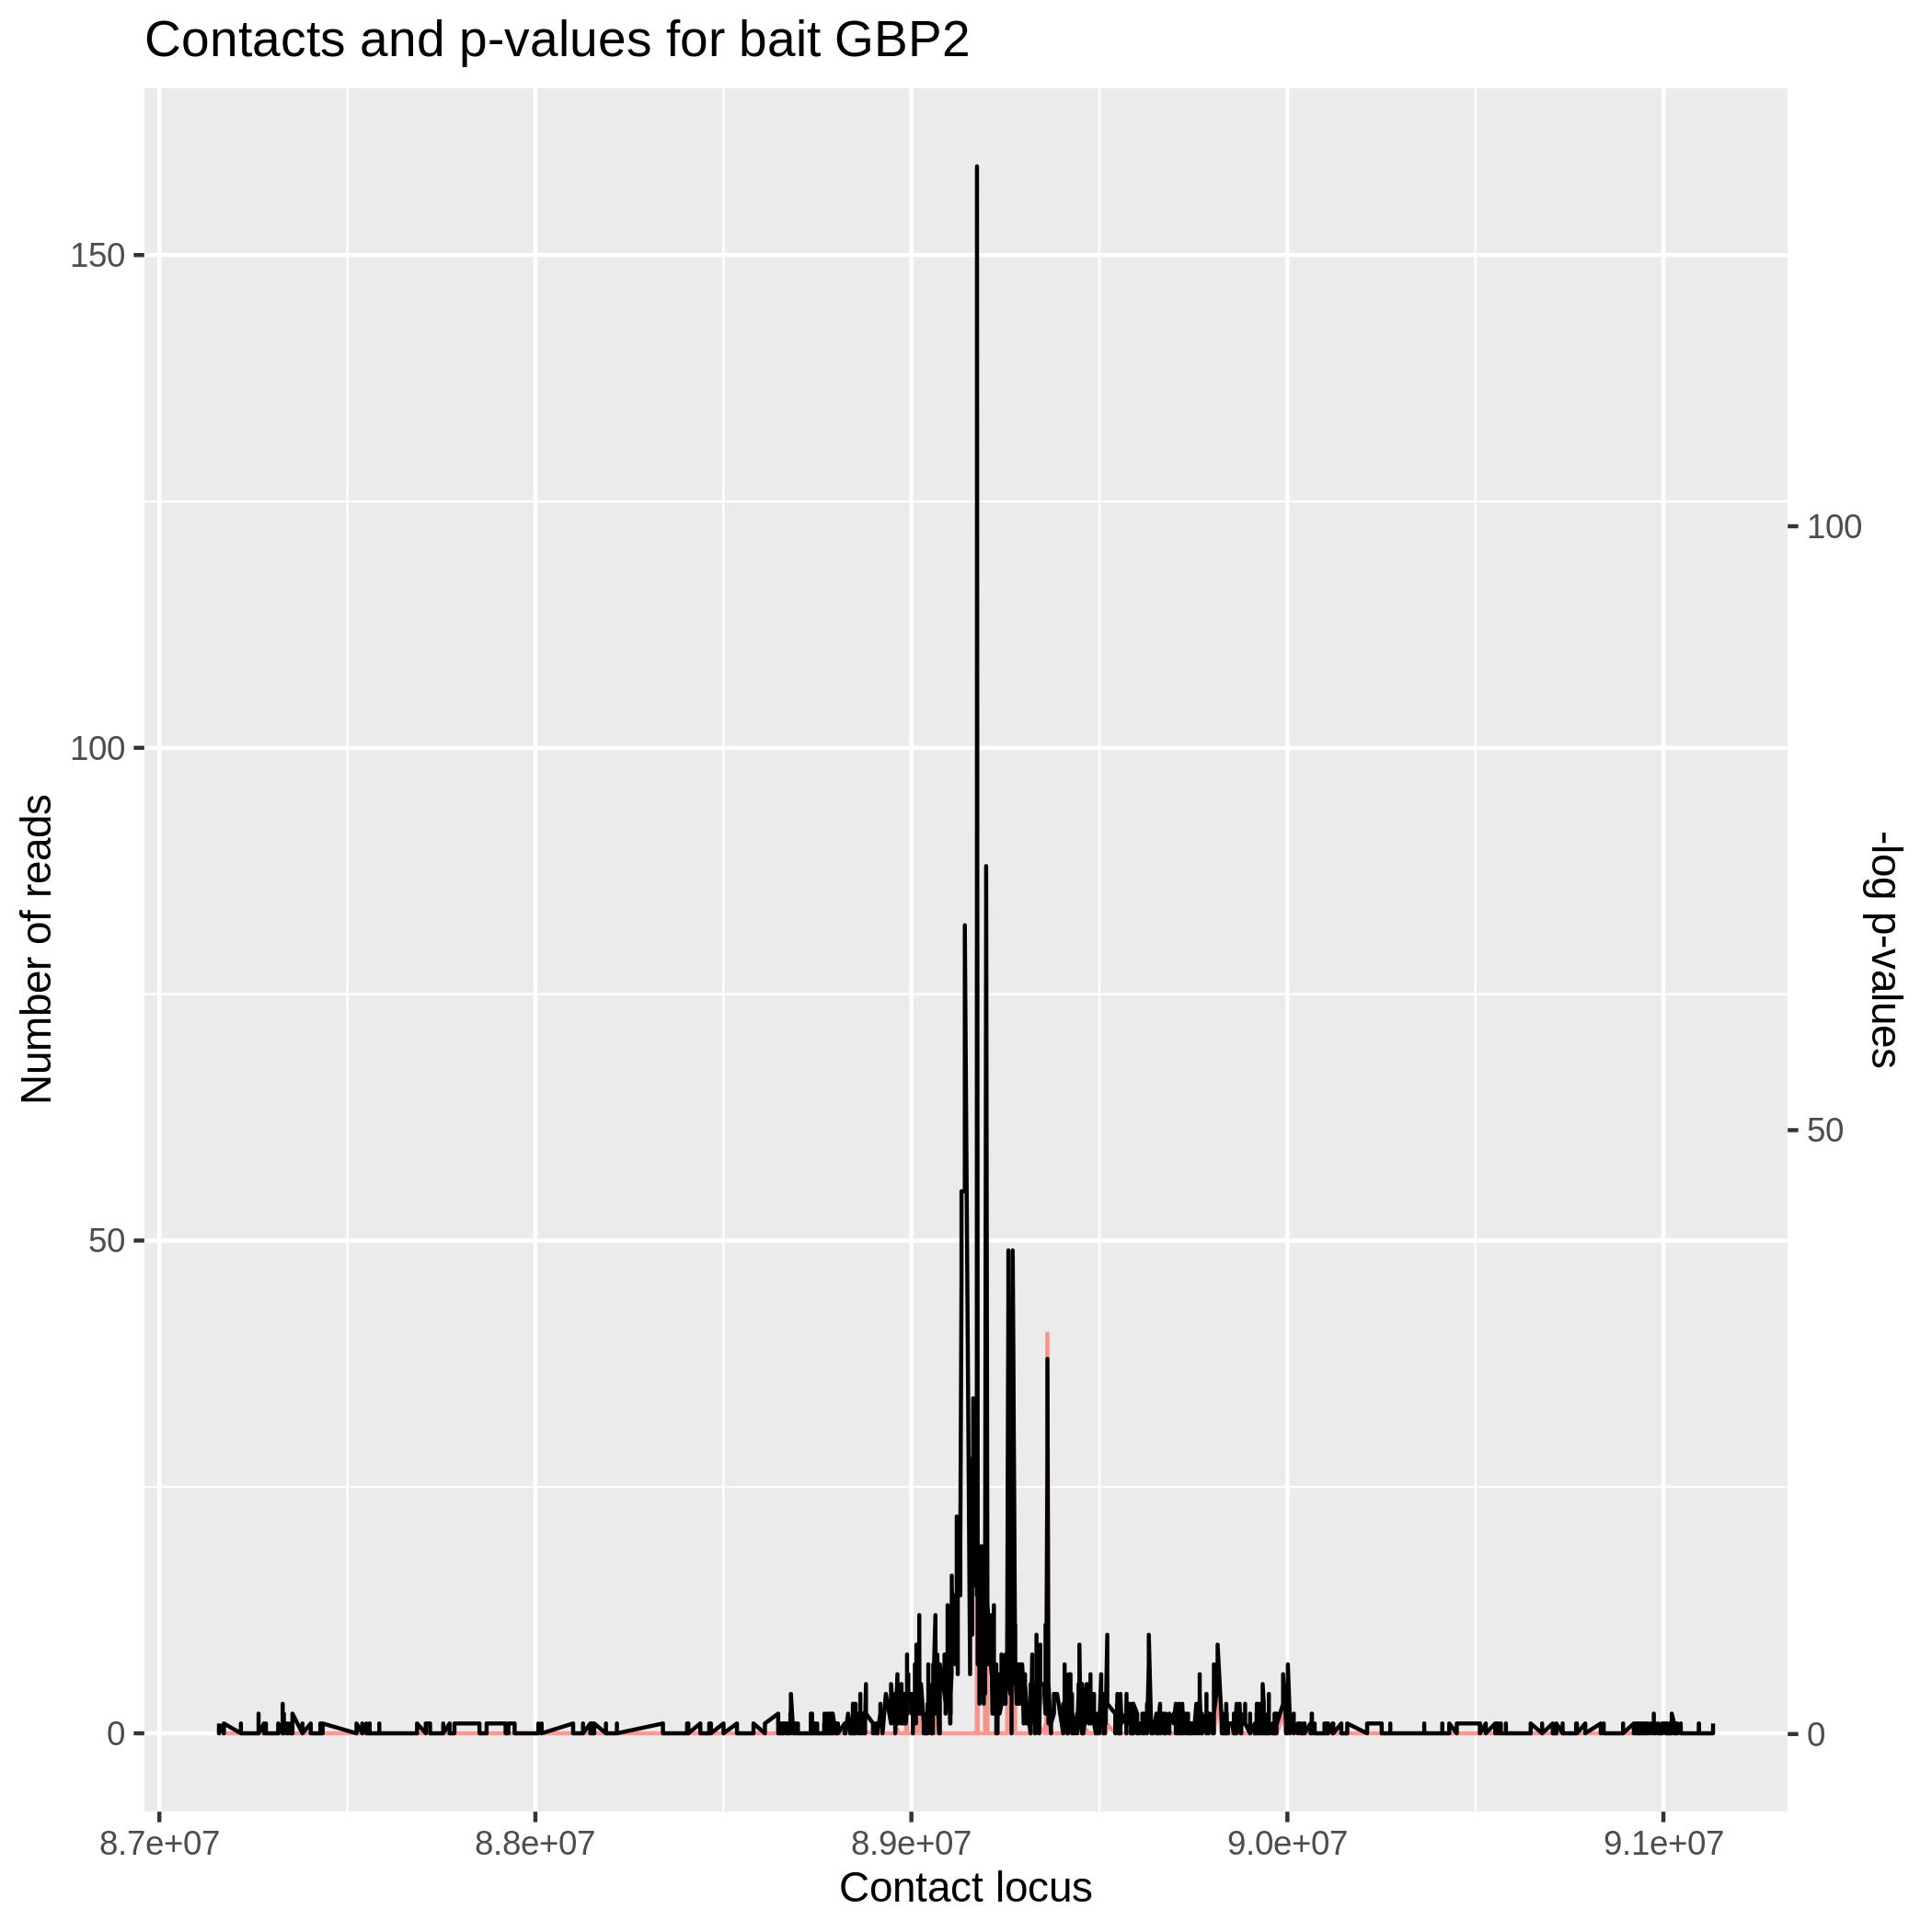 Contacts and p-values for bait GBP2
Number of reads
150
100
50
0
100
50
0
-log p-values
8.7e+07
8.8e+07
8.9e+07
9.0e+07
9.1e+07
Contact locus